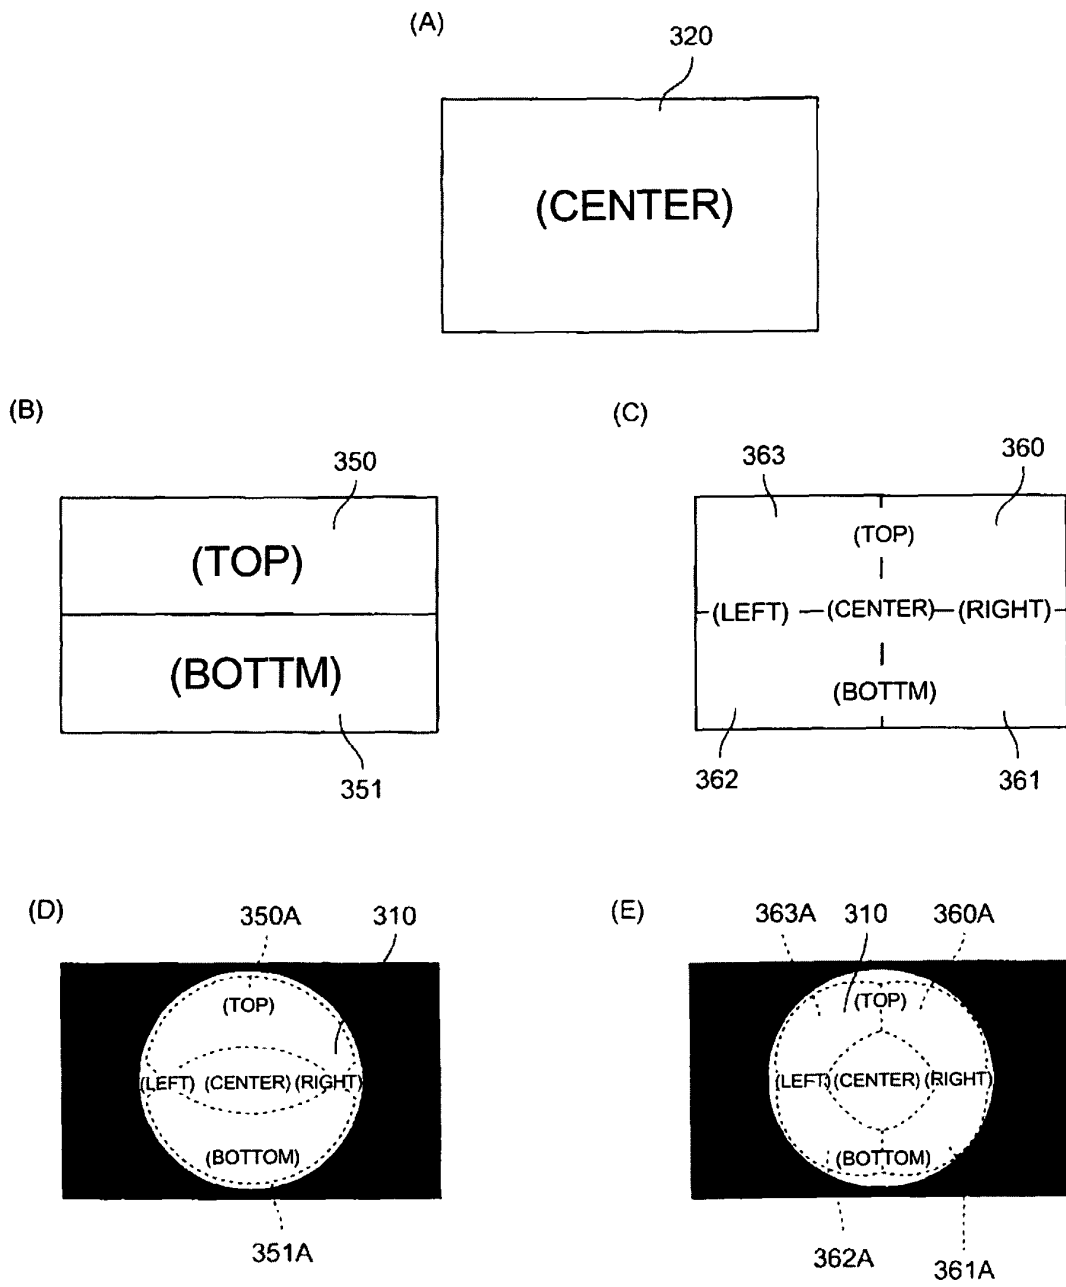 (A)
320
(CENTER)
(B)
350
(TOP)
(BOTTM)
351
(C)
363 360
(TOP)
(LEFT) (CENTER) (RIGHT)
(BOTTM)
362 361
(D)
350A 310
(TOP)
(LEFT) (CENTER) (RIGHT)
(BOTTOM)
351A
(E)
363A 310 360A
(TOP)
(LEFT) (CENTER) (RIGHT)
(BOTTOM)
362A 361A